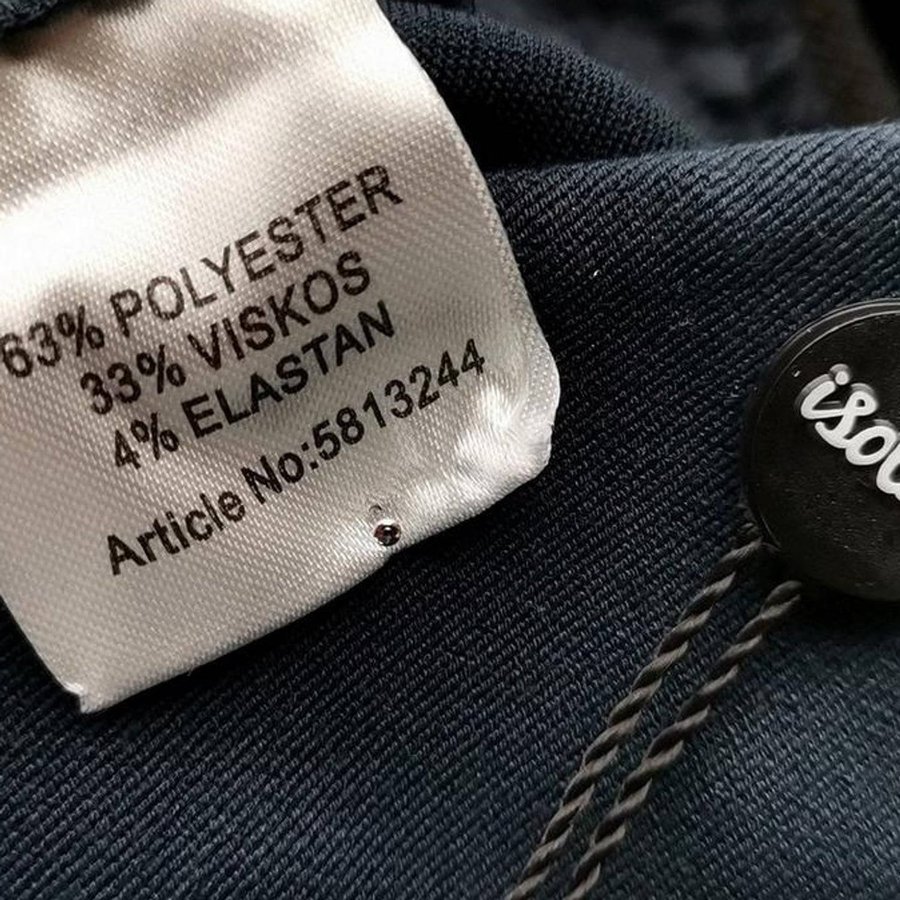 63% POLYESTER
33% VISKOS
4% ELASTAN
Article No:5813244